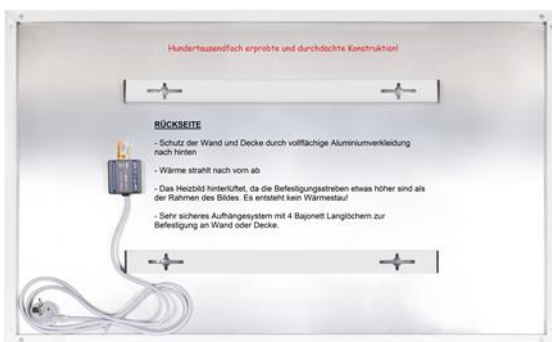 Hunderttausendfach erprobte und durchdachte Konstruktion!
RÜCKSEITE
- Schutz der Wand und Decke durch vollflächige Aluminiumverkleidung
nach hinten
- Wärme strahlt nach vorn ab
- Das Heizbild hinterlüftet, da die Befestigungsstreben etwas höher sind als
der Rahmen des Bildes. Es entsteht kein Wärmestau!
- Sehr sicheres Aufhängesystem mit 4 Bajonett Langlöchern zur
Befestigung an Wand oder Decke.